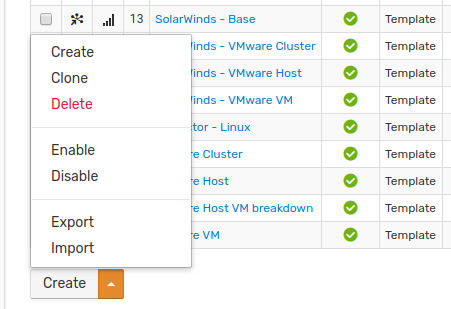 13 SolarWinds - Base Template
Winds - VMware Cluster Template
Winds - VMware Host Template
Winds - VMware VM Template
tor - Linux Template
re Cluster Template
re Host Template
re Host VM breakdown Template
re VM Template
Create
Clone
Delete
Enable
Disable
Export
Import
Create